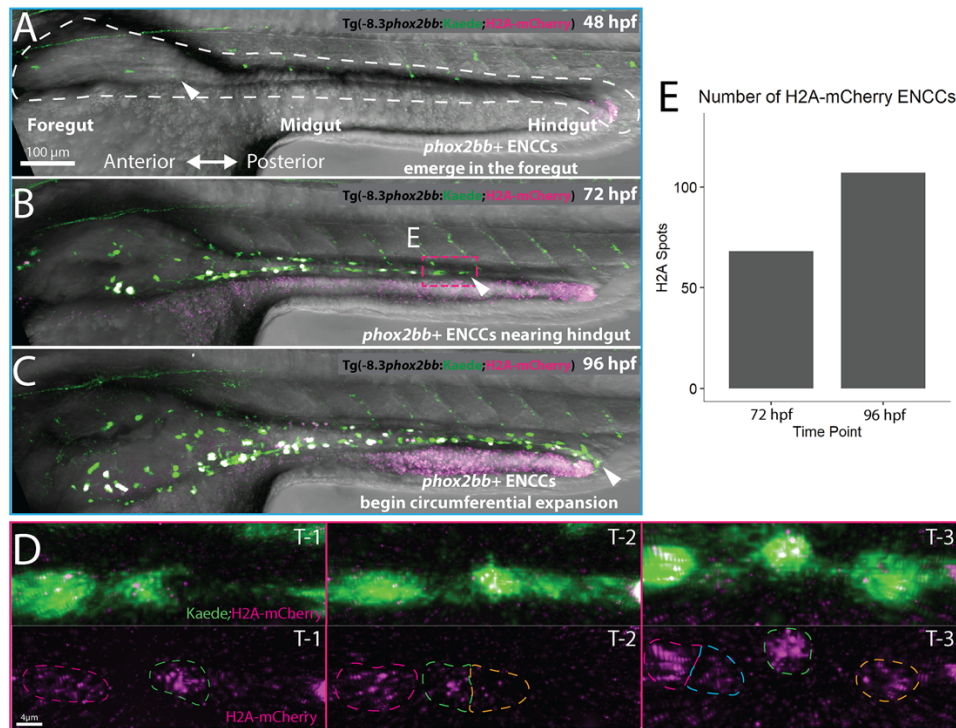 A
Tg(-8.3phox2bb:Kaede;H2A-mCherry) 48 hpf
Foregut
Midgut
Hindgut
100 µm
Anterior
Posterior
phox2bb+ ENCCs
emerge in the foregut
B
Tg(-8.3phox2bb:Kaede;H2A-mCherry) 72 hpf
E
phox2bb+ ENCCs nearing hindgut
C
Tg(-8.3phox2bb:Kaede;H2A-mCherry) 96 hpf
phox2bb+ ENCCs
begin circumferential expansion
D
T-1
T-2
T-3
Kaede;H2A-mCherry
T-1
T-2
T-3
4µm
H2A-mCherry
E
Number of H2A-mCherry ENCCs
100
50
0
H2A Spots
72 hpf
96 hpf
Time Point